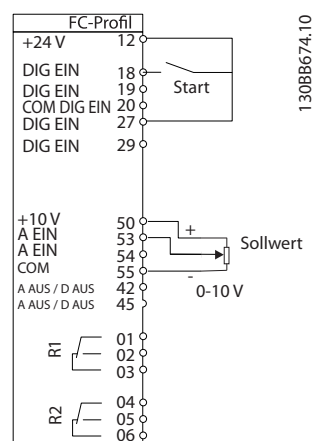 FC-Profil
+24 V 12
DIG EIN 18
DIG EIN 19
COM DIG EIN 20
DIG EIN 27
DIG EIN 29
Start
+10 V 50
A EIN 53
A EIN 54
COM 55
A AUS / D AUS 42
A AUS / D AUS 45
+
-
Sollwert
0-10 V
R1
01
02
03
R2
04
05
06
130BB674.10